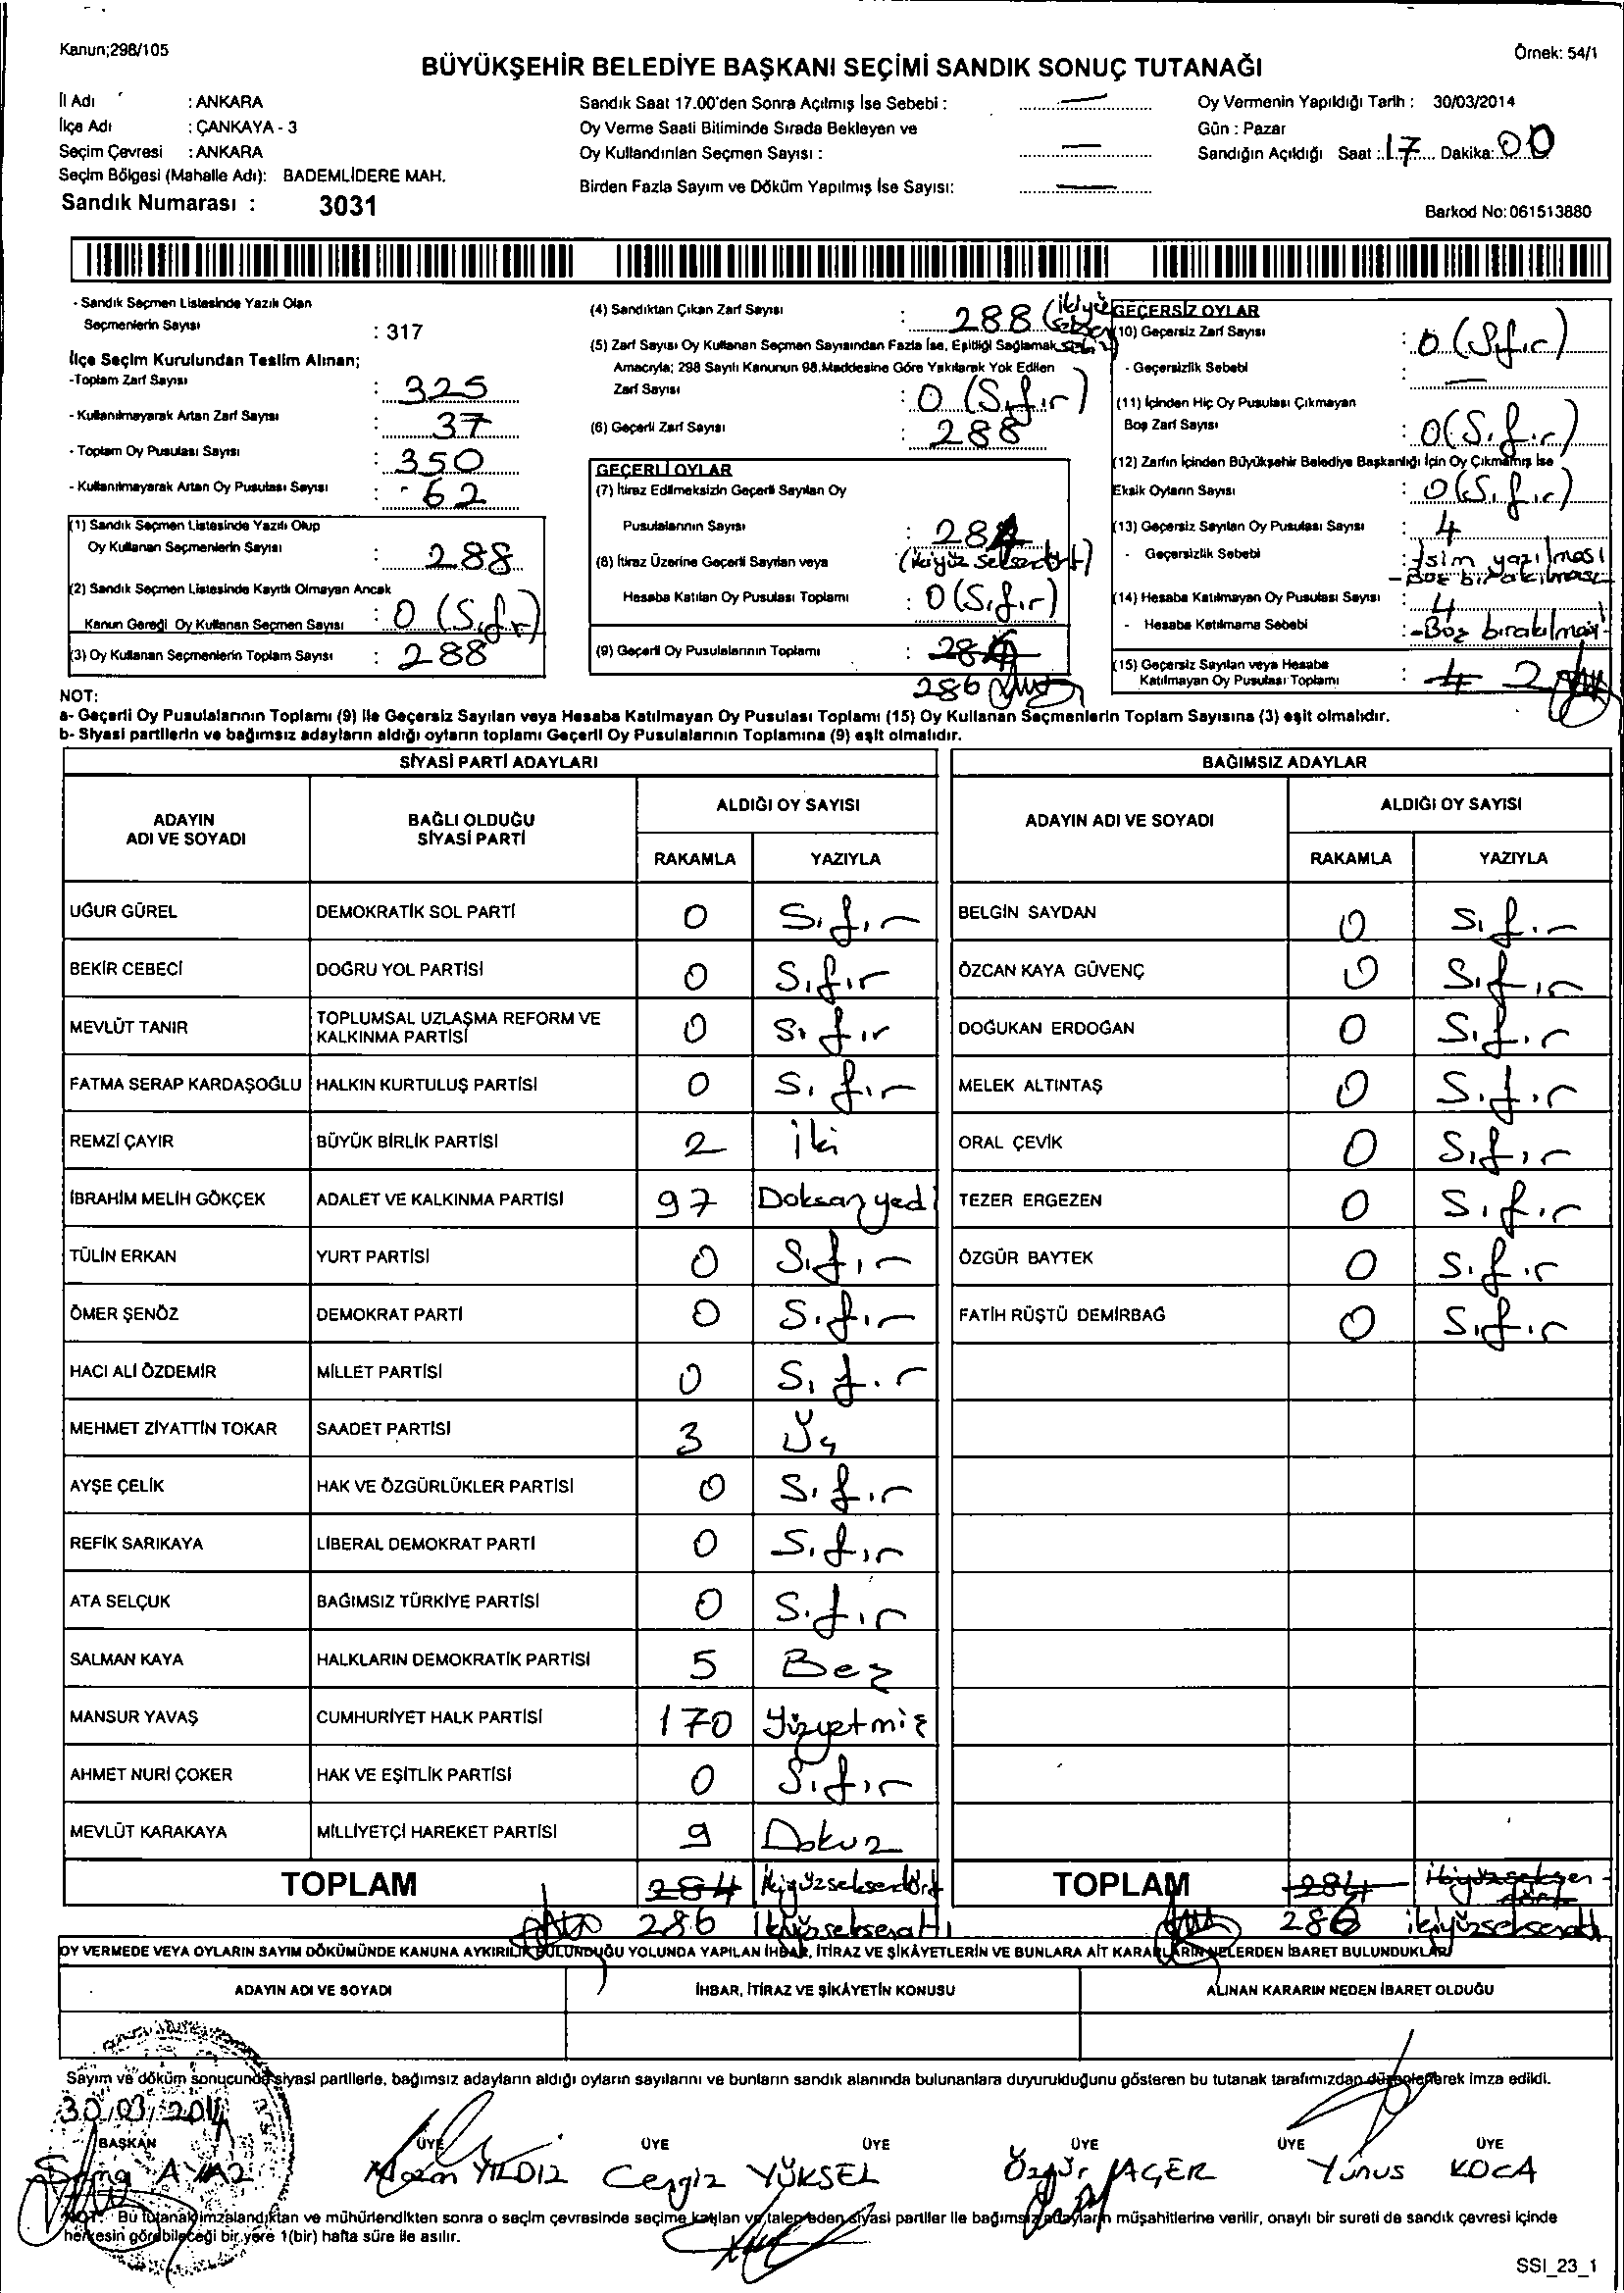 Kanun;298/105
Örnek: 54/1
BÜYÜKŞEHİR BELEDİYE BAŞKANI SEÇİMİ SANDIK SONUÇ TUTANAĞI
İl Adı : ANKARA
İlçe Adı : ÇANKAYA - 3
Seçim Çevresi : ANKARA
Seçim Bölgesi (Mahalle Adı): BADEMLİDERE MAH.
Sandık Numarası : 3031
Sandık Saat 17.00'den Sonra Açılmış İse Sebebi :
Oy Verme Saati Bitiminde Sırada Bekleyen ve
Oy Kullandırılan Seçmen Sayısı :
Birden Fazla Sayım ve Döküm Yapılmış İse Sayısı:
Oy Vermenin Yapıldığı Tarih : 30/03/2014
Gün : Pazar
Sandığın Açıldığı Saat : 17 Dakika: 00
Barkod No: 061513880
- Sandık Seçmen Listesinde Yazılı Olan
Seçmenlerin Sayısı : 317
İlçe Seçim Kurulundan Teslim Alınan;
-Toplam Zarf Sayısı : 325
- Kullanılmayarak Artan Zarf Sayısı : 37
- Toplam Oy Pusulası Sayısı : 350
- Kullanılmayarak Artan Oy Pusulası Sayısı : 62
(1) Sandık Seçmen Listesinde Yazılı Olup
Oy Kullanan Seçmenlerin Sayısı : 288
(2) Sandık Seçmen Listesinde Kayıtlı Olmayan Ancak
Kanun Gereği Oy Kullanan Seçmen Sayısı : 0 (Sıfır)
(3) Oy Kullanan Seçmenlerin Toplam Sayısı : 288
(4) Sandıktan Çıkan Zarf Sayısı : 288
(5) Zarf Sayısı Oy Kullanan Seçmen Sayısından Fazla İse, Eşitliği Sağlamak
Amacıyla; 298 Sayılı Kanunun 98.Maddesine Göre Yakılarak Yok Edilen
Zarf Sayısı : 0 (Sıfır)
(6) Geçerli Zarf Sayısı : 288
GEÇERLİ OYLAR
(7) İtiraz Edilmeksizin Geçerli Sayılan Oy
Pusulalarının Sayısı : 284
(ikiyüz seksendört)
(8) İtiraz Üzerine Geçerli Sayılan veya
Hesaba Katılan Oy Pusulası Toplamı : 0 (Sıfır)
(9) Geçerli Oy Pusulalarının Toplamı : 284
286
GEÇERSİZ OYLAR
(10) Geçersiz Zarf Sayısı : 0 (Sıfır)
- Geçersizlik Sebebi : —
(11) İçinden Hiç Oy Pusulası Çıkmayan
Boş Zarf Sayısı : 0 (Sıfır)
(12) Zarfın İçinden Büyükşehir Belediye Başkanlığı İçin Oy Çıkmamış İse
Eksik Oyların Sayısı : 0 (Sıfır)
(13) Geçersiz Sayılan Oy Pusulası Sayısı : 4
- Geçersizlik Sebebi : - İsim yazılması
- Boş bırakılması
(14) Hesaba Katılmayan Oy Pusulası Sayısı : 4
- Hesaba Katılmama Sebebi : - Boş bırakılması
(15) Geçersiz Sayılan veya Hesaba
Katılmayan Oy Pusulası Toplamı : 4 2
NOT:
a- Geçerli Oy Pusulalarının Toplamı (9) ile Geçersiz Sayılan veya Hesaba Katılmayan Oy Pusulası Toplamı (15) Oy Kullanan Seçmenlerin Toplam Sayısına (3) eşit olmalıdır.
b- Siyasi partilerin ve bağımsız adayların aldığı oyların toplamı Geçerli Oy Pusulalarının Toplamına (9) eşit olmalıdır.
SİYASİ PARTİ ADAYLARI
ADAYIN ADI VE SOYADI BAĞLI OLDUĞU SİYASİ PARTİ ALDIĞI OY SAYISI
RAKAMLA YAZIYLA
UĞUR GÜREL DEMOKRATİK SOL PARTİ 0 Sıfır
BEKİR CEBECİ DOĞRU YOL PARTİSİ 0 Sıfır
MEVLÜT TANIR TOPLUMSAL UZLAŞMA REFORM VE KALKINMA PARTİSİ 0 Sıfır
FATMA SERAP KARDAŞOĞLU HALKIN KURTULUŞ PARTİSİ 0 Sıfır
REMZİ ÇAYIR BÜYÜK BİRLİK PARTİSİ 2 İki
İBRAHİM MELİH GÖKÇEK ADALET VE KALKINMA PARTİSİ 97 Doksanyedi
TÜLİN ERKAN YURT PARTİSİ 0 Sıfır
ÖMER ŞENÖZ DEMOKRAT PARTİ 0 Sıfır
HACI ALİ ÖZDEMİR MİLLET PARTİSİ 0 Sıfır
MEHMET ZİYATTİN TOKAR SAADET PARTİSİ 3 Üç
AYŞE ÇELİK HAK VE ÖZGÜRLÜKLER PARTİSİ 0 Sıfır
REFİK SARIKAYA LİBERAL DEMOKRAT PARTİ 0 Sıfır
ATA SELÇUK BAĞIMSIZ TÜRKİYE PARTİSİ 0 Sıfır
SALMAN KAYA HALKLARIN DEMOKRATİK PARTİSİ 5 Beş
MANSUR YAVAŞ CUMHURİYET HALK PARTİSİ 170 Yüzyetmiş
AHMET NURİ ÇOKER HAK VE EŞİTLİK PARTİSİ 0 Sıfır
MEVLÜT KARAKAYA MİLLİYETÇİ HAREKET PARTİSİ 9 Dokuz
TOPLAM 284 İkiyüzseksendört
286 İkiyüzseksenaltı
BAĞIMSIZ ADAYLAR
ADAYIN ADI VE SOYADI ALDIĞI OY SAYISI
RAKAMLA YAZIYLA
BELGİN SAYDAN 0 Sıfır
ÖZCAN KAYA GÜVENÇ 0 Sıfır
DOĞUKAN ERDOĞAN 0 Sıfır
MELEK ALTINTAŞ 0 Sıfır
ORAL ÇEVİK 0 Sıfır
TEZER ERGEZEN 0 Sıfır
ÖZGÜR BAYTEK 0 Sıfır
FATİH RÜŞTÜ DEMİRBAĞ 0 Sıfır
TOPLAM 284 ikiyüzseksendört
286 ikiyüzseksenaltı
OY VERMEDE VEYA OYLARIN SAYIM DÖKÜMÜNDE KANUNA AYKIRILIK BULUNDUĞU YOLUNDA YAPILAN İHBAR, İTİRAZ VE ŞİKÂYETLERİN VE BUNLARA AİT KARARLARIN NELERDEN İBARET BULUNDUKLARI
ADAYIN ADI VE SOYADI İHBAR, İTİRAZ VE ŞİKÂYETİN KONUSU ALINAN KARARIN NEDEN İBARET OLDUĞU
Sayım ve döküm sonucunda siyasi partilerle, bağımsız adayların aldığı oyların sayılarını ve bunların sandık alanında bulunanlara duyurulduğunu gösteren bu tutanak tarafımızdan düzenlenerek imza edildi.
30/03/2014
BAŞKAN ÜYE ÜYE ÜYE ÜYE ÜYE ÜYE
AYAZ YILDIZ Cengiz YÜKSEL Özgür Yunus KOCA
NOT: Bu tutanak imzalandıktan ve mühürlendikten sonra o seçim çevresinde seçime katılan ve talep eden siyasi partiler ile bağımsız adayların müşahitlerine verilir, onaylı bir sureti de sandık çevresi içinde
herkesin görebileceği bir yere 1(bir) hafta süre ile asılır.
SSI_23_1